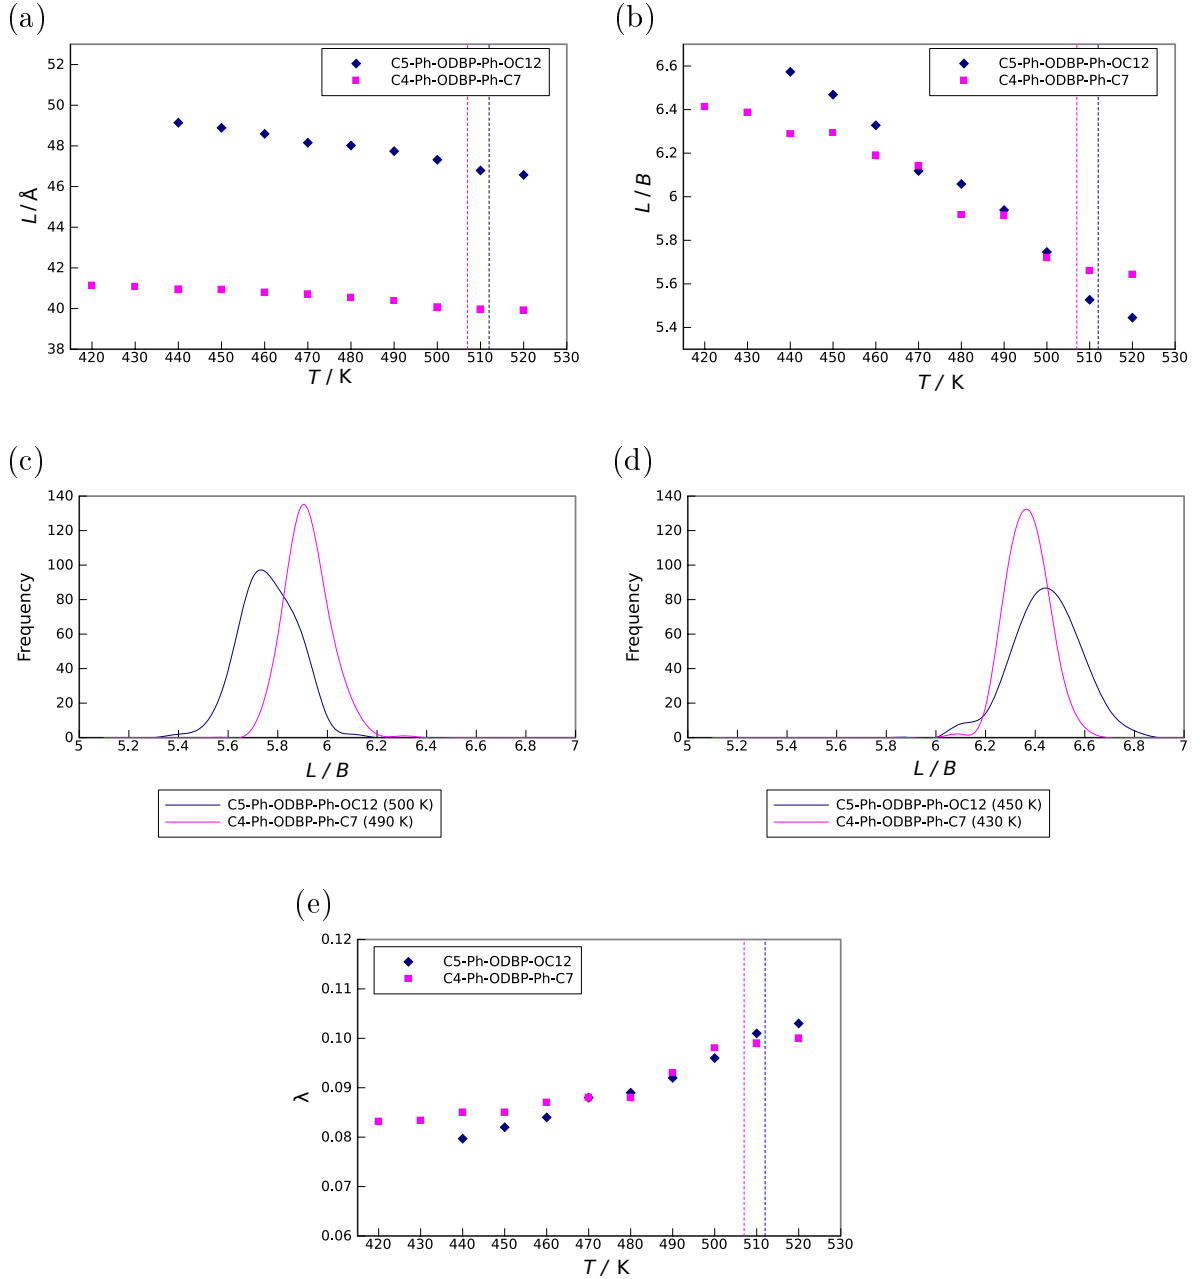 (a)
(b)
52
50
48
46
44
42
40
38
L / Å
C5-Ph-ODBP-Ph-OC12
C4-Ph-ODBP-Ph-C7
420 430 440 450 460 470 480 490 500 510 520 530
T / K
6.6
6.4
6.2
6
5.8
5.6
5.4
L / B
C5-Ph-ODBP-Ph-OC12
C4-Ph-ODBP-Ph-C7
420 430 440 450 460 470 480 490 500 510 520 530
T / K
(c)
(d)
140
120
100
80
60
40
20
0
Frequency
5 5.2 5.4 5.6 5.8 6 6.2 6.4 6.6 6.8 7
L / B
C5-Ph-ODBP-Ph-OC12 (500 K)
C4-Ph-ODBP-Ph-C7 (490 K)
140
120
100
80
60
40
20
0
Frequency
5 5.2 5.4 5.6 5.8 6 6.2 6.4 6.6 6.8 7
L / B
C5-Ph-ODBP-Ph-OC12 (450 K)
C4-Ph-ODBP-Ph-C7 (430 K)
(e)
0.12
0.11
0.10
0.09
0.08
0.07
0.06
λ
C5-Ph-ODBP-OC12
C4-Ph-ODBP-Ph-C7
420 430 440 450 460 470 480 490 500 510 520 530
T / K